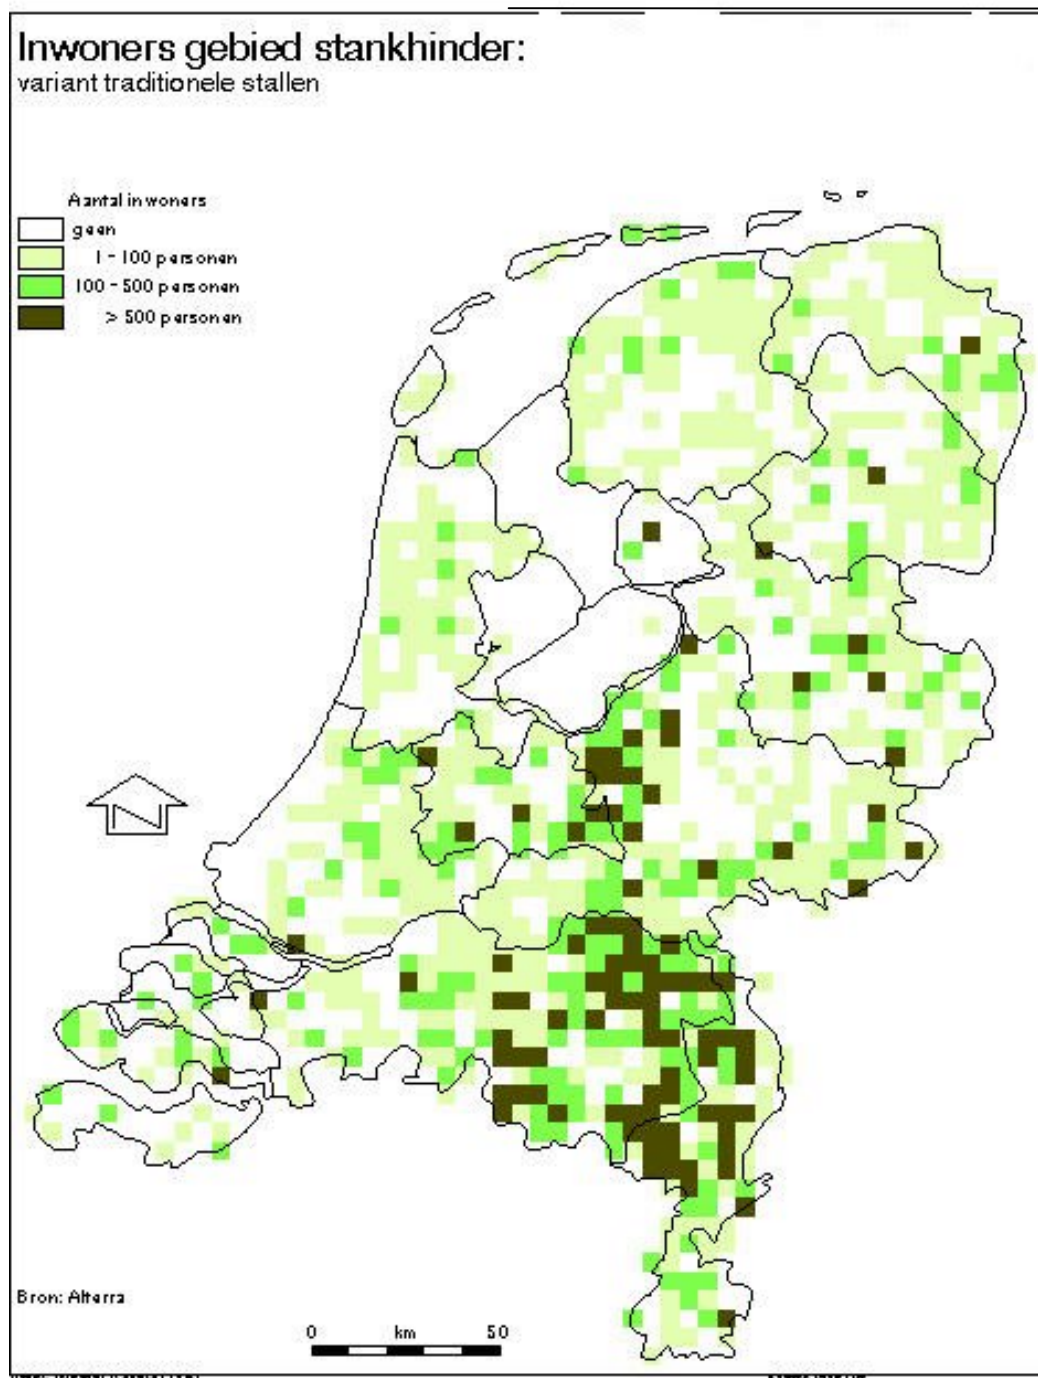 Inwoners gebied stankhinder:
variant traditionele stallen
Aantal inwoners
geen
1 - 100 personen
100 - 500 personen
> 500 personen
Bron: Alterra
0 km 50